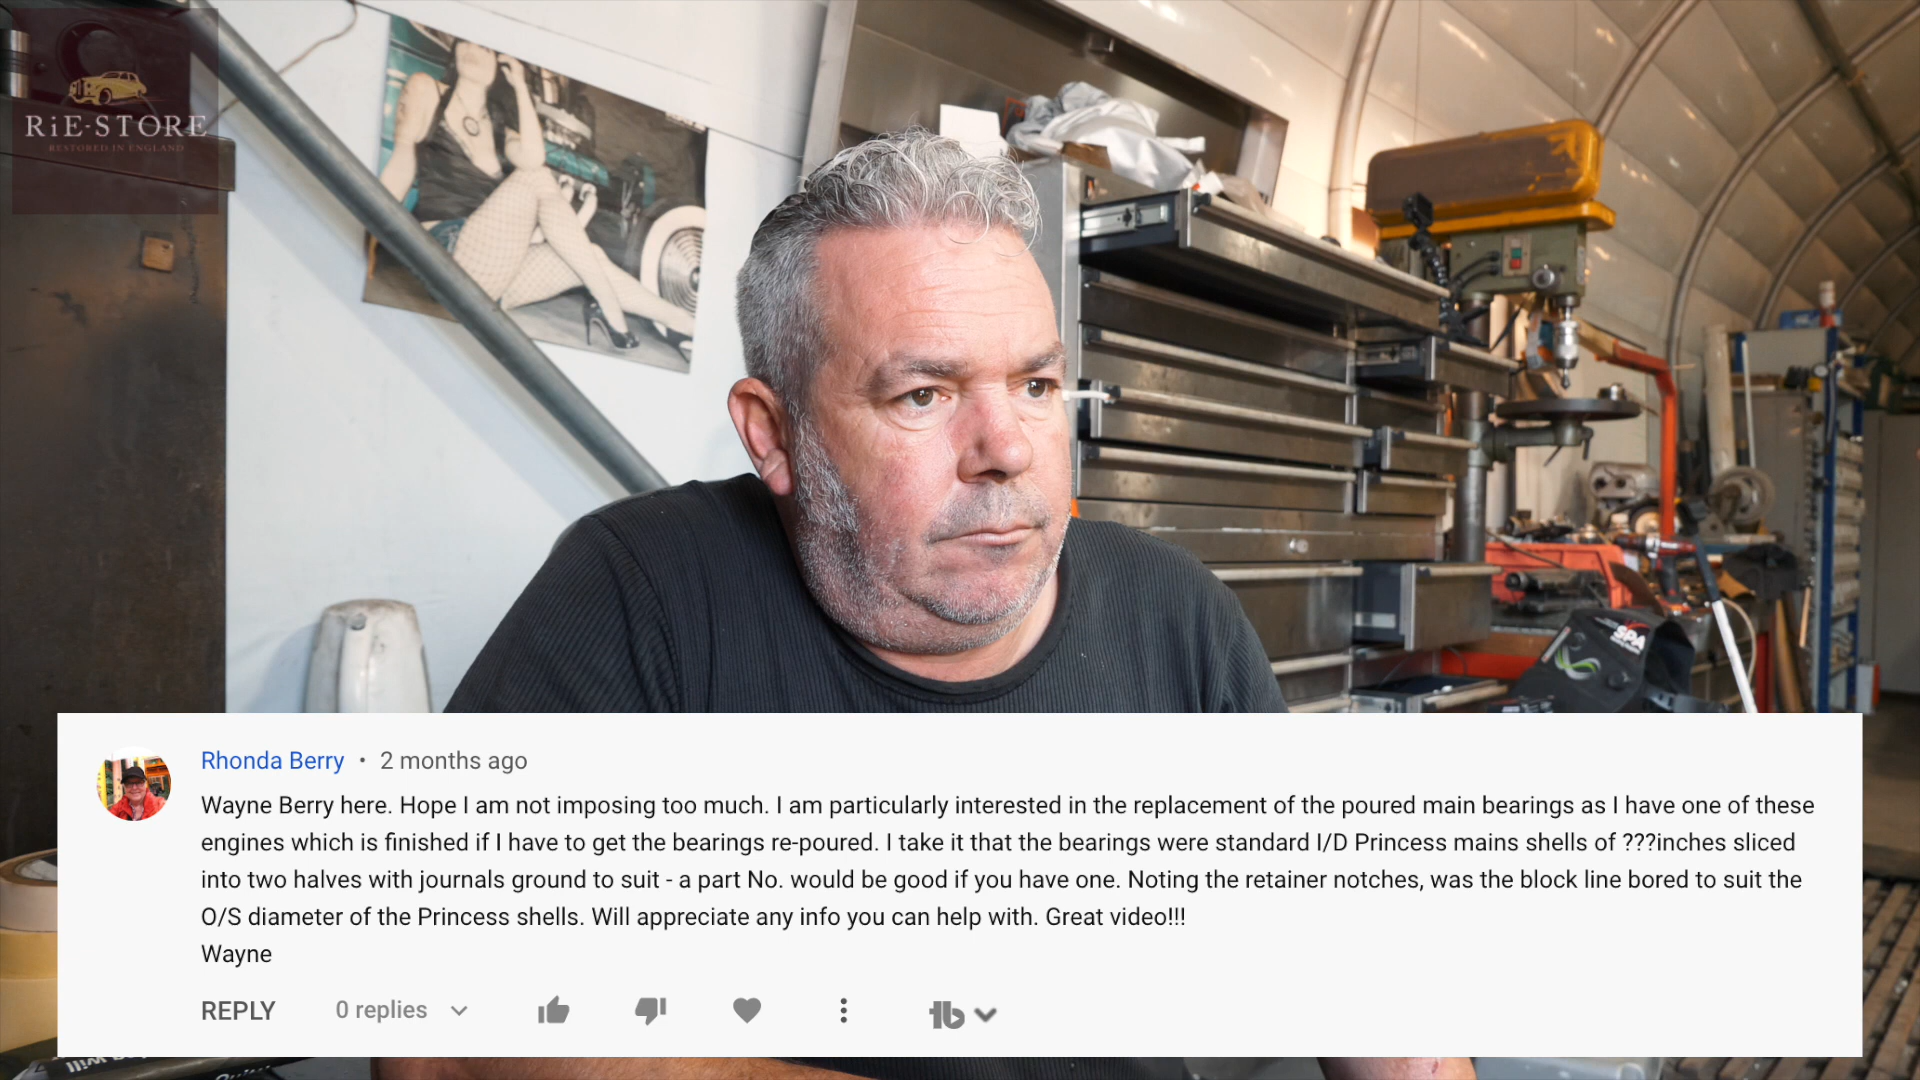 RiE-STORE
RESTORED IN ENGLAND
SPA
Rhonda Berry • 2 months ago
Wayne Berry here. Hope I am not imposing too much. I am particularly interested in the replacement of the poured main bearings as I have one of these
engines which is finished if I have to get the bearings re-poured. I take it that the bearings were standard I/D Princess mains shells of ???inches sliced
into two halves with journals ground to suit - a part No. would be good if you have one. Noting the retainer notches, was the block line bored to suit the
O/S diameter of the Princess shells. Will appreciate any info you can help with. Great video!!!
Wayne
REPLY 0 replies